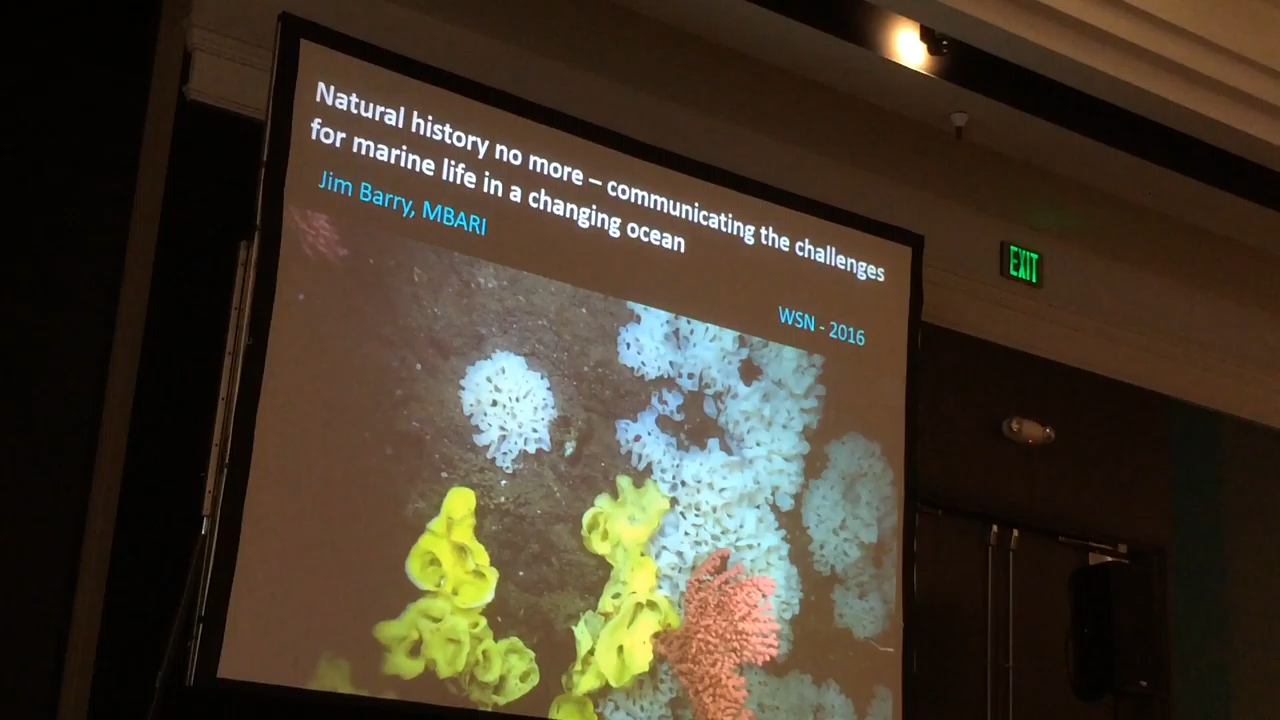 Natural history no more – communicating the challenges
for marine life in a changing ocean
Jim Barry, MBARI
WSN - 2016
EXIT